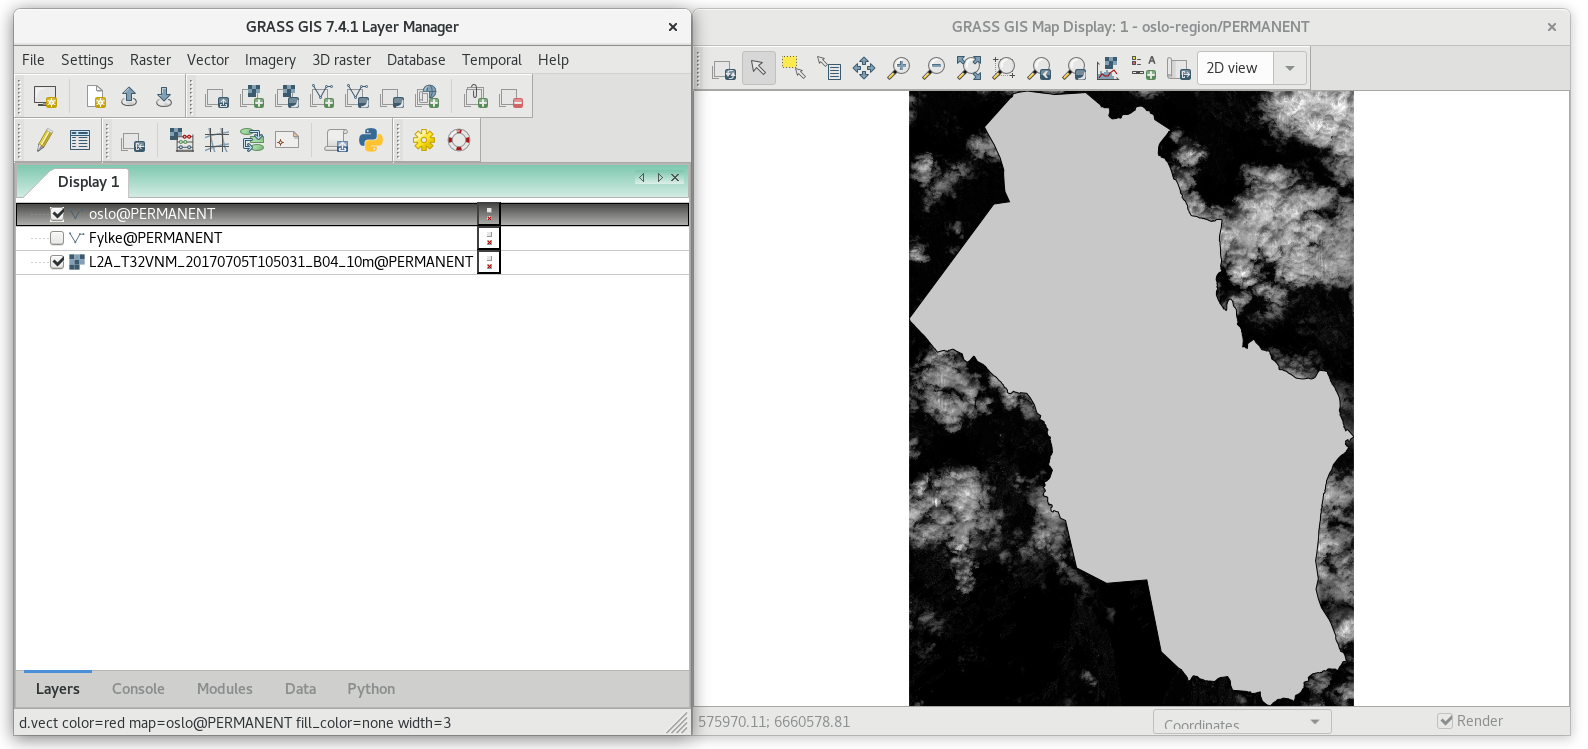 GRASS GIS 7.4.1 Layer Manager
File Settings Raster Vector Imagery 3D raster Database Temporal Help
Display 1
oslo@PERMANENT
Fylke@PERMANENT
L2A_T32VNM_20170705T105031_B04_10m@PERMANENT
Layers Console Modules Data Python
d.vect color=red map=oslo@PERMANENT fill_color=none width=3
GRASS GIS Map Display: 1 - oslo-region/PERMANENT
A
2D view
575970.11; 6660578.81
Coordinates
Render